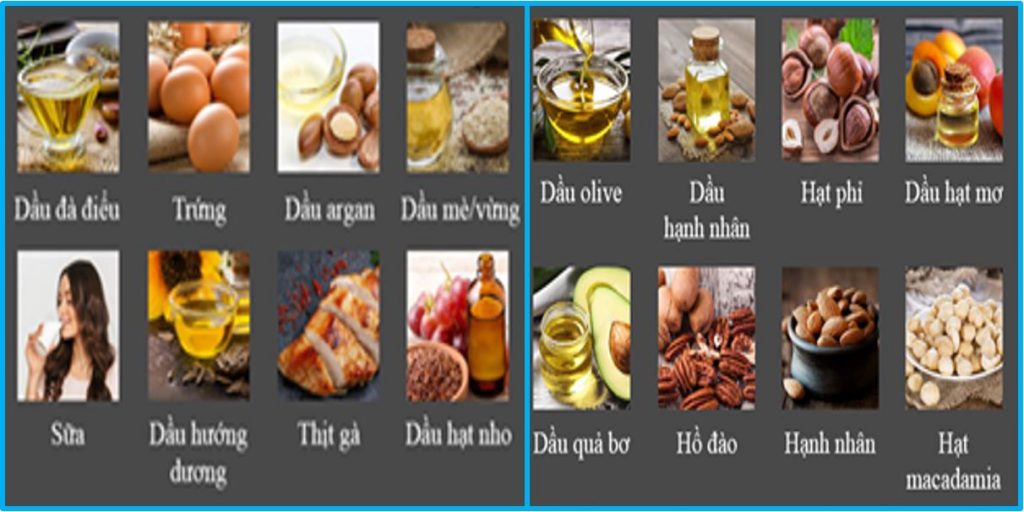 Dầu đà điểu
Trứng
Dầu argan
Dầu mè/vừng
Sữa
Dầu hướng
dương
Thịt gà
Dầu hạt nho
Dầu olive
Dầu
hạnh nhân
Hạt phỉ
Dầu hạt mơ
Dầu quả bơ
Hồ đào
Hạnh nhân
Hạt
macadamia